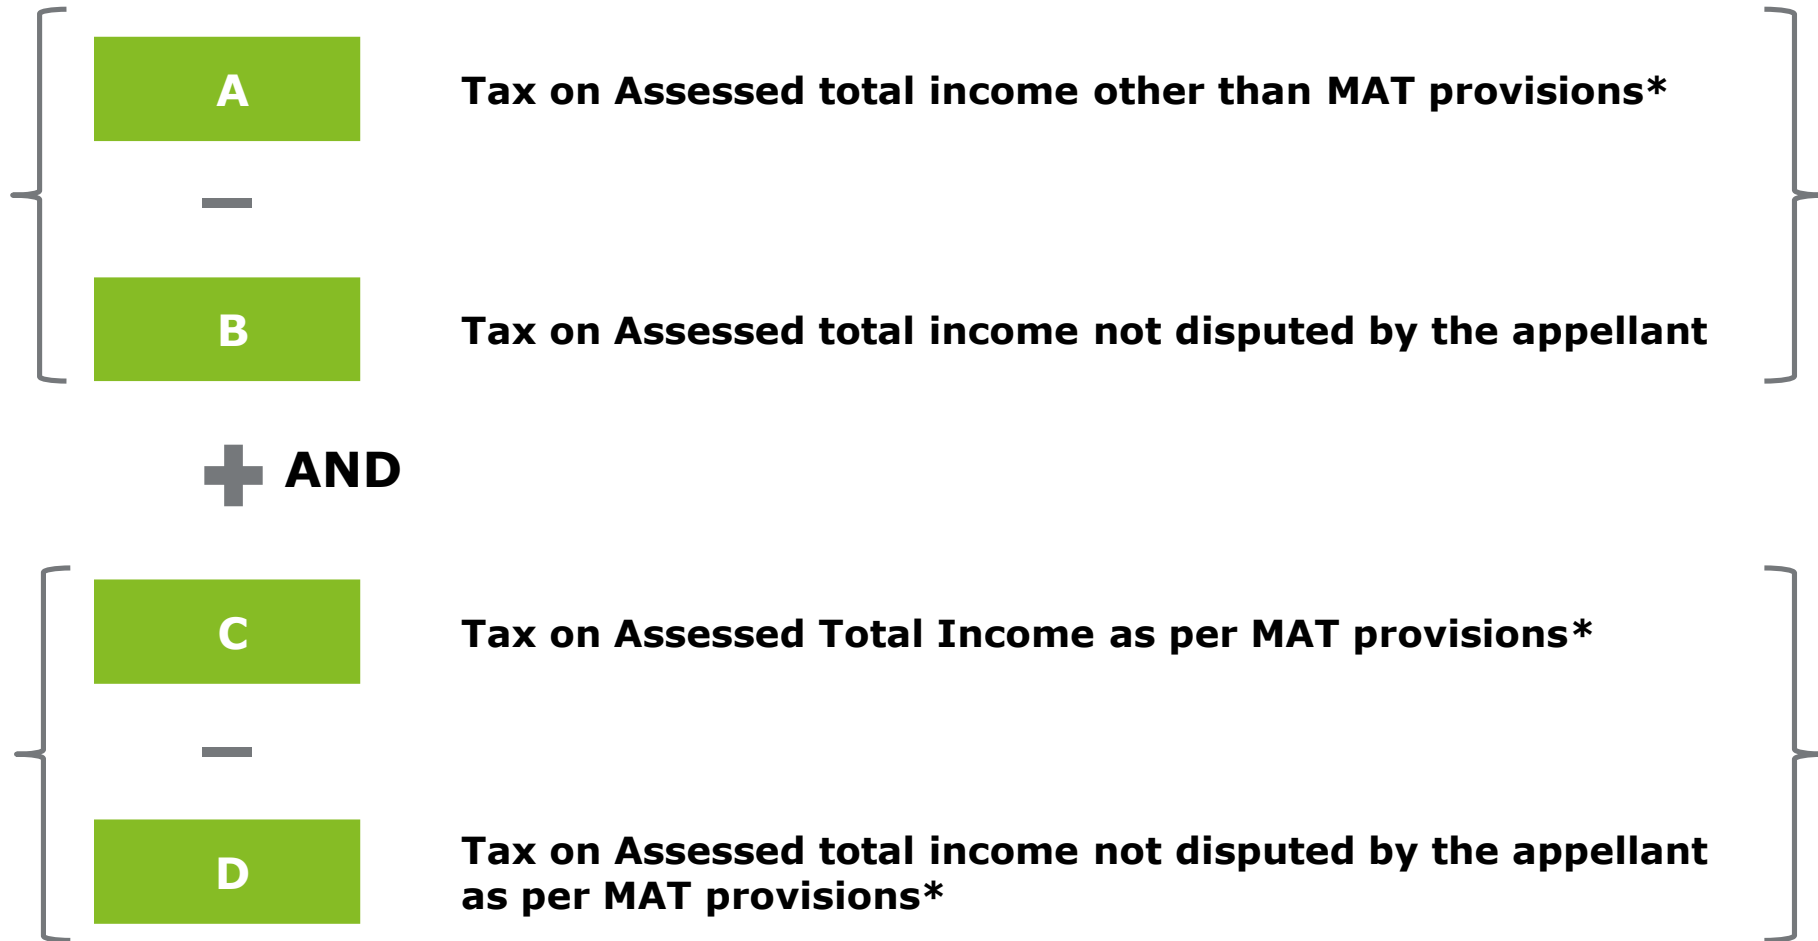 A
Tax on Assessed total income other than MAT provisions*
B
Tax on Assessed total income not disputed by the appellant
AND
C
Tax on Assessed Total Income as per MAT provisions*
D
Tax on Assessed total income not disputed by the appellant
as per MAT provisions*